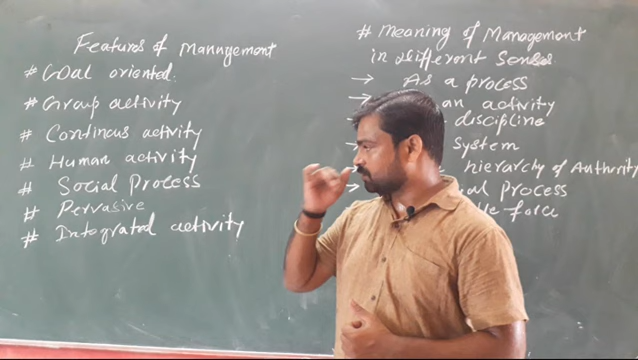 Features of Management
# Goal oriented.
# Group activity
# Continous activity
# Human activity
# Social Process
# Pervasive
# Integrated activity
# Meaning of Management
in different senses.
→ As a process
→ an activity
→ discipline
→ system
→ hierarchy of Authority
→ Process
force